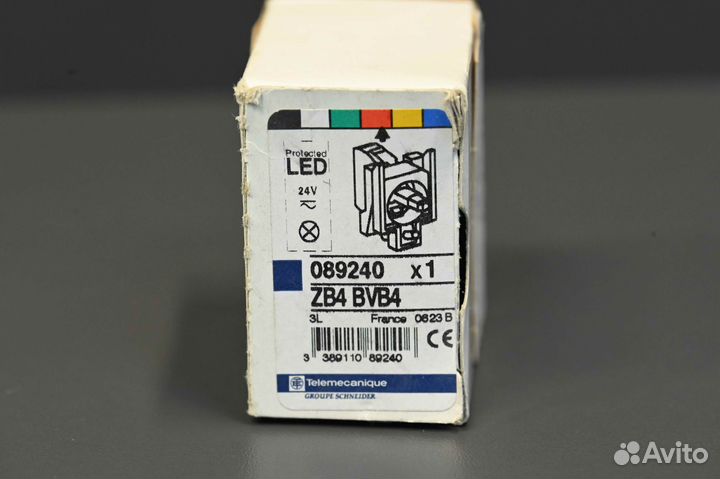 Protected
LED
24V
089240 x1
ZB4 BVB4
3L France 0623 B
3 389110 89240
CE
Telemecanique
GROUPE SCHNEIDER
Avito